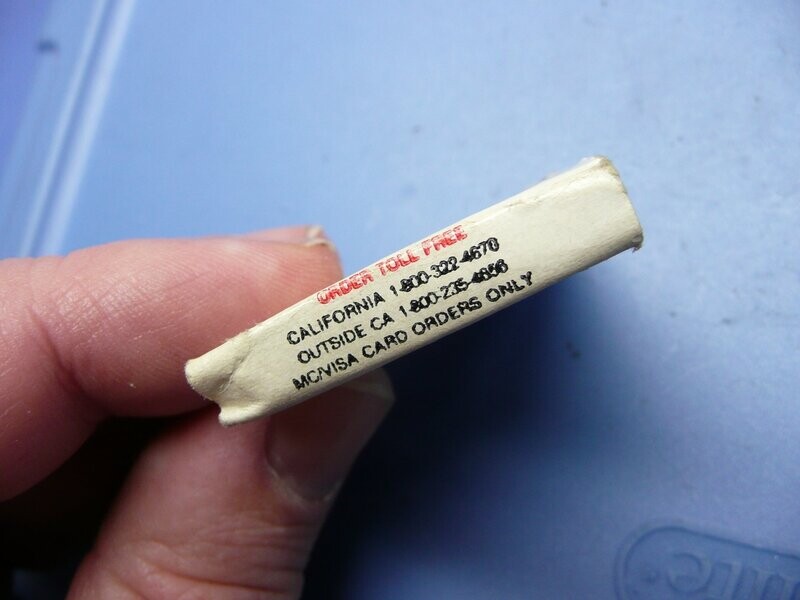 ORDER TOLL FREE
CALIFORNIA 1-800-322-4670
OUTSIDE CA 1-800-235-4656
MC/VISA CARD ORDERS ONLY